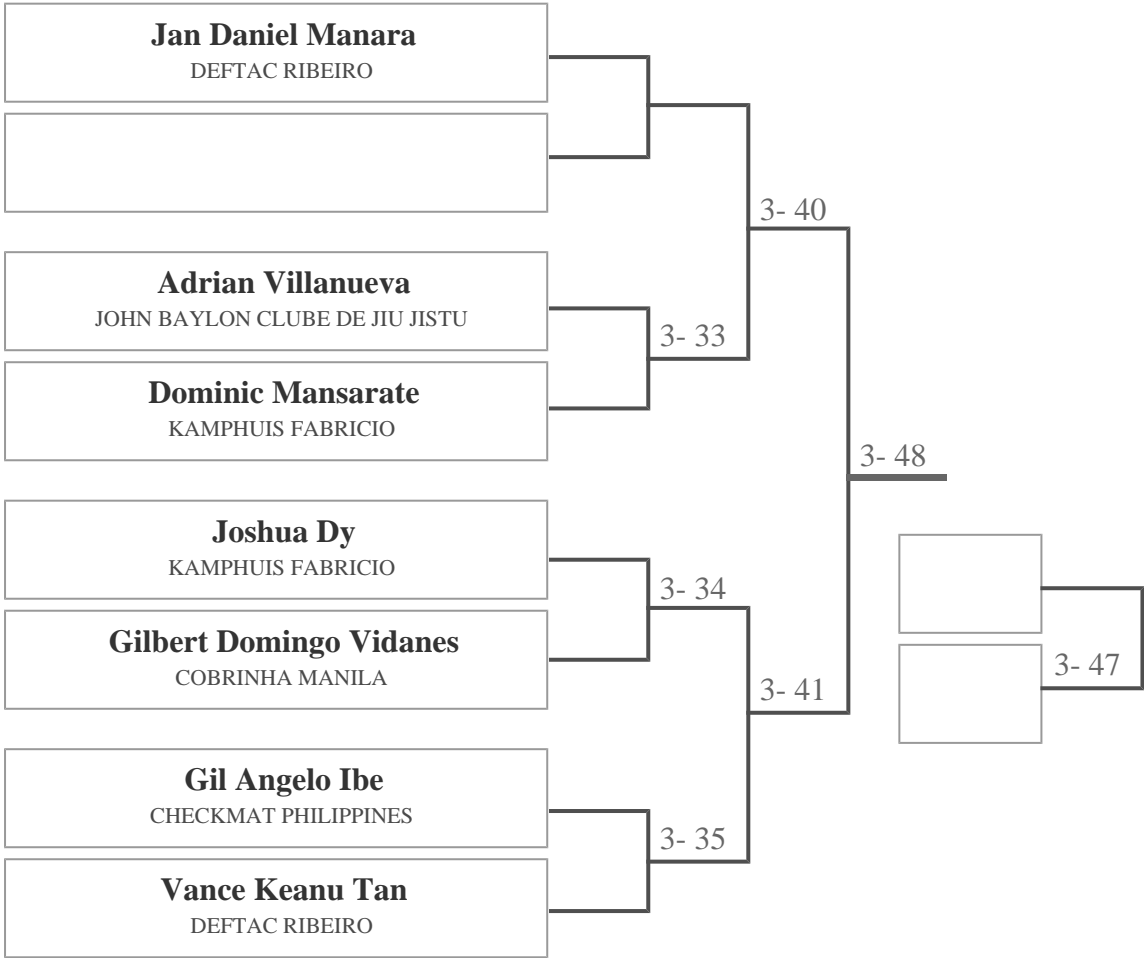 Jan Daniel Manara
DEFTAC RIBEIRO
3- 40
Adrian Villanueva
JOHN BAYLON CLUBE DE JIU JISTU
3- 33
Dominic Mansarate
KAMPHUIS FABRICIO
3- 48
Joshua Dy
KAMPHUIS FABRICIO
3- 34
Gilbert Domingo Vidanes
COBRINHA MANILA
3- 47
3- 41
Gil Angelo Ibe
CHECKMAT PHILIPPINES
3- 35
Vance Keanu Tan
DEFTAC RIBEIRO